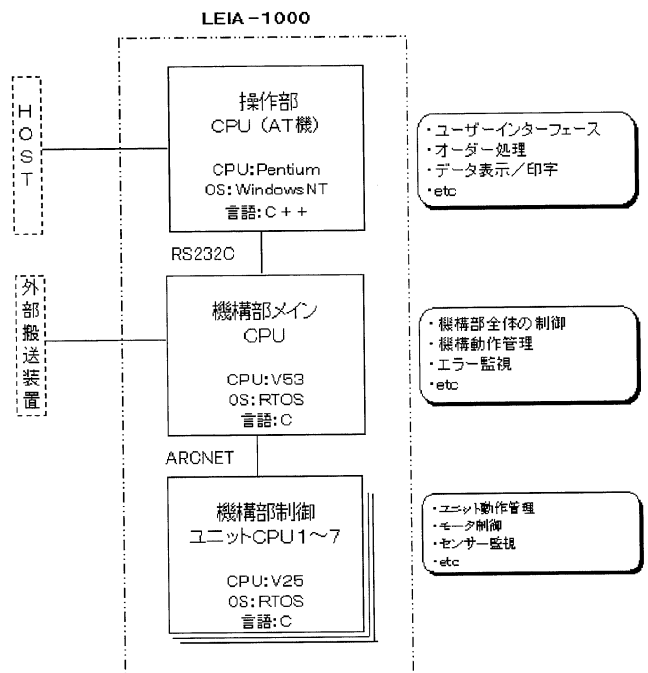 LEIA-1000
HOST
操作部
CPU（AT機）
CPU:Pentium
OS:WindowsNT
言語:C++
・ユーザーインターフェース
・オーダー処理
・データ表示／印字
・etc
RS232C
外部搬送装置
機構部メイン
CPU
CPU:V53
OS:RTOS
言語:C
・機構部全体の制御
・機構動作管理
・エラー監視
・etc
ARCNET
機構部制御
ユニットCPU1～7
CPU:V25
OS:RTOS
言語:C
・ユニット動作管理
・モータ制御
・センサー監視
・etc